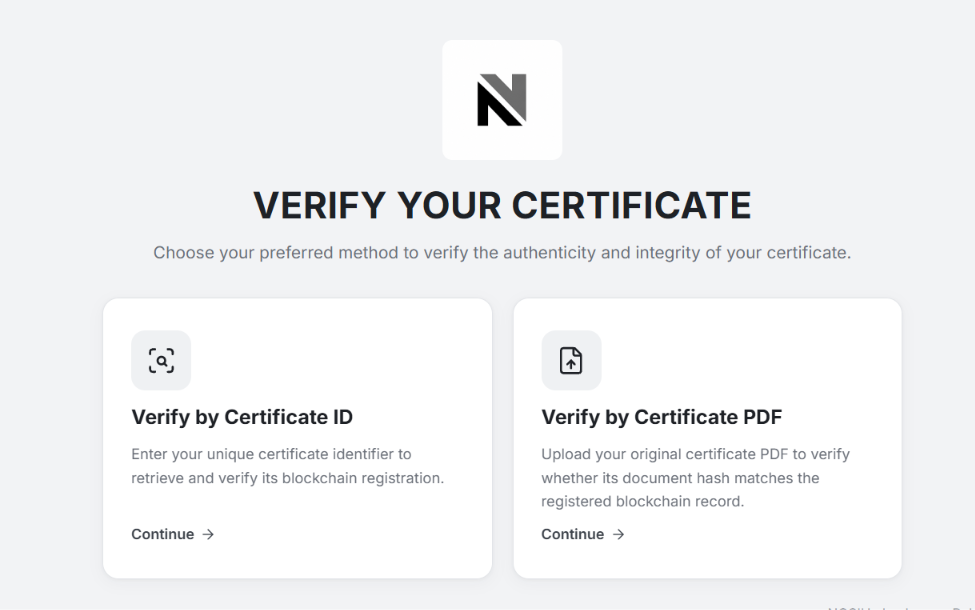 VERIFY YOUR CERTIFICATE
Choose your preferred method to verify the authenticity and integrity of your certificate.
Verify by Certificate ID
Enter your unique certificate identifier to
retrieve and verify its blockchain registration.
Continue →
Verify by Certificate PDF
Upload your original certificate PDF to verify
whether its document hash matches the
registered blockchain record.
Continue →